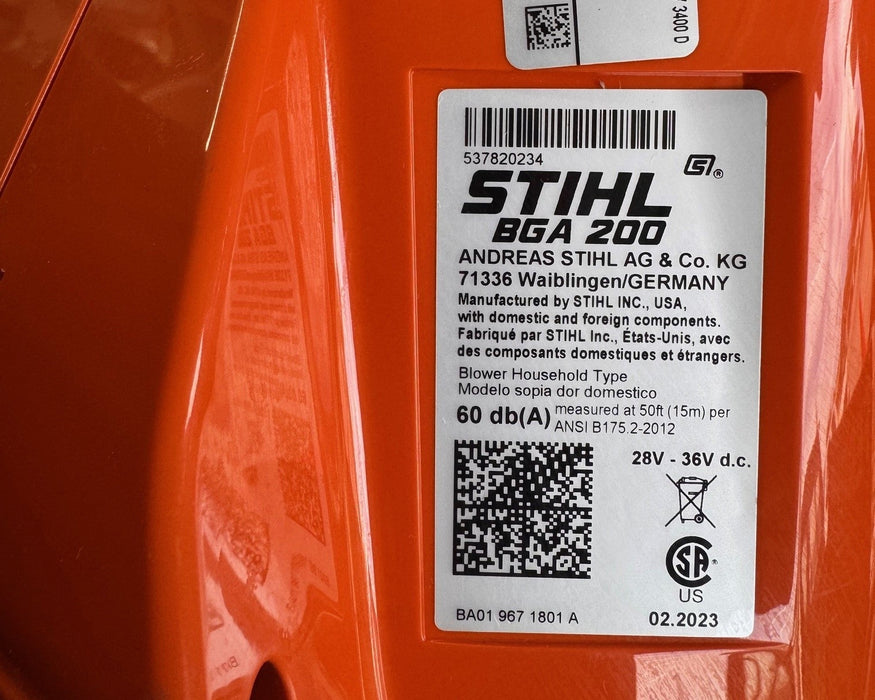 3400 D
537820234
STIHL
BGA 200
ANDREAS STIHL AG & Co. KG
71336 Waiblingen/GERMANY
Manufactured by STIHL INC., USA,
with domestic and foreign components.
Fabriqué par STIHL Inc., États-Unis, avec
des composants domestiques et étrangers.
Blower Household Type
Modelo sopia dor domestico
60 db(A) measured at 50ft (15m) per
ANSI B175.2-2012
28V - 36V d.c.
SA ®
US
BA01 967 1801 A
02.2023